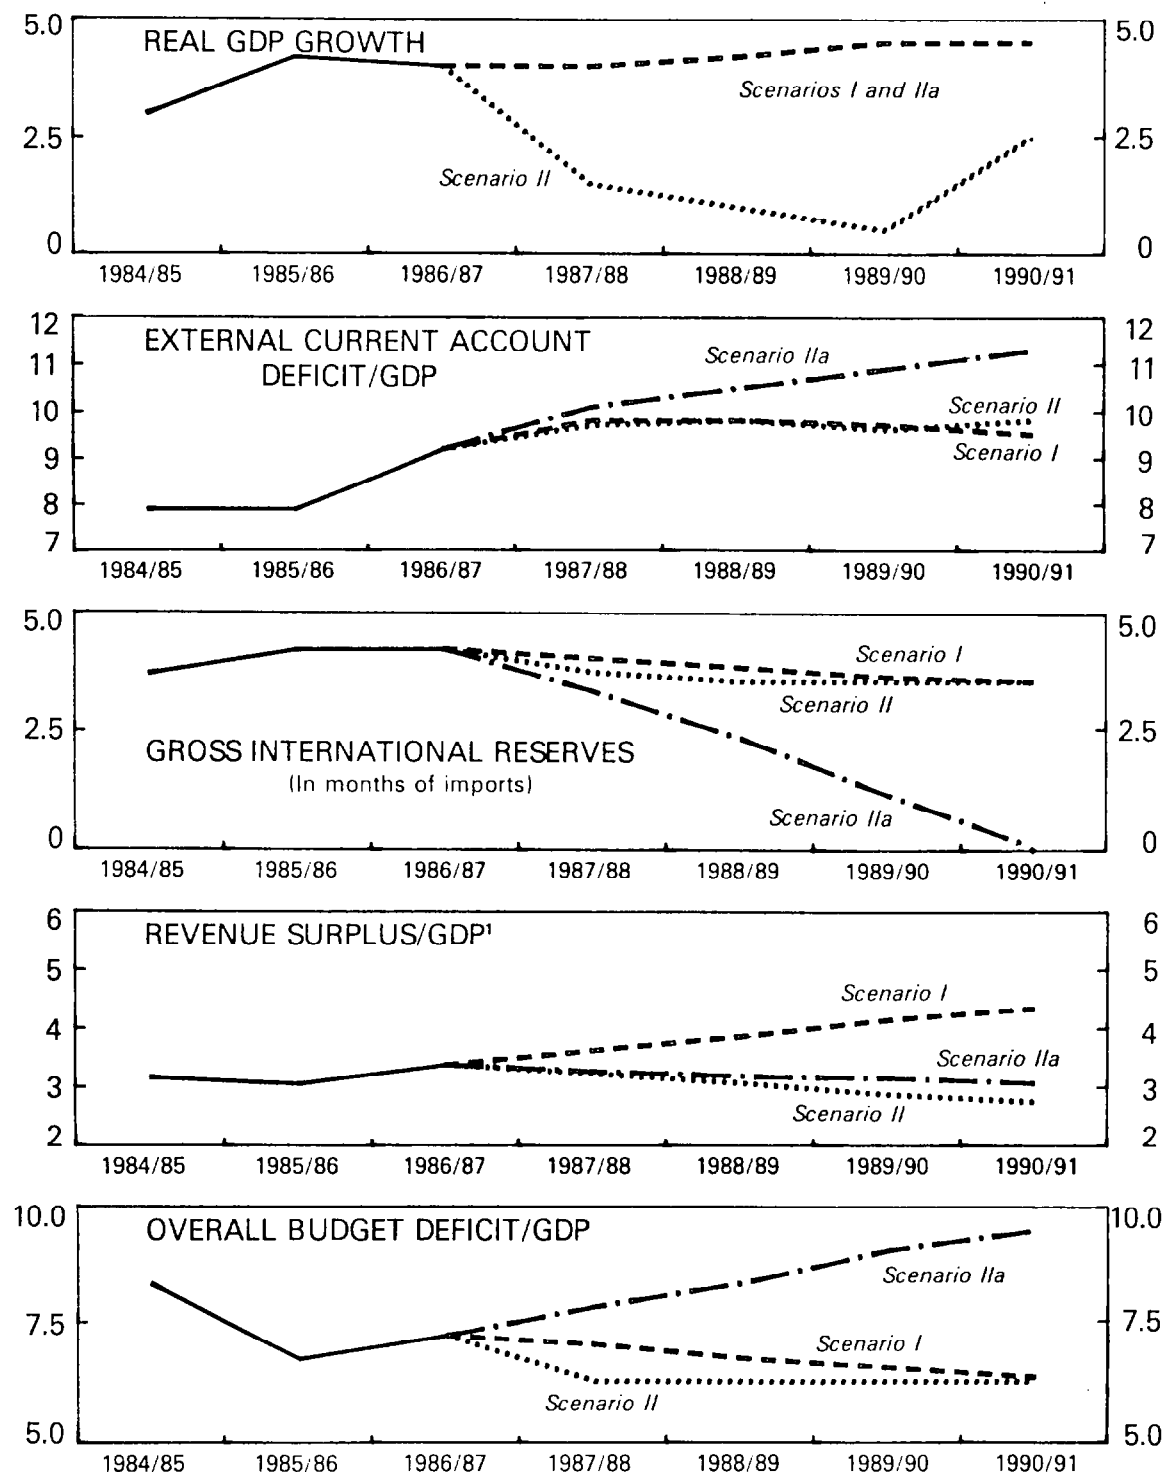 5.0 5.0
REAL GDP GROWTH
Scenarios I and IIa
2.5 2.5
Scenario II
0 0
1984/85 1985/86 1986/87 1987/88 1988/89 1989/90 1990/91
12 12
EXTERNAL CURRENT ACCOUNT
DEFICIT/GDP
Scenario IIa
11 11
Scenario II
10 10
Scenario I
9 9
8 8
7 7
1984/85 1985/86 1986/87 1987/88 1988/89 1989/90 1990/91
5.0 5.0
Scenario I
Scenario II
2.5 2.5
GROSS INTERNATIONAL RESERVES
(In months of imports)
Scenario IIa
0 0
1984/85 1985/86 1986/87 1987/88 1988/89 1989/90 1990/91
6 6
REVENUE SURPLUS/GDP¹
5 5
Scenario I
4 4
Scenario IIa
3 3
Scenario II
2 2
1984/85 1985/86 1986/87 1987/88 1988/89 1989/90 1990/91
10.0 10.0
OVERALL BUDGET DEFICIT/GDP
Scenario IIa
7.5 7.5
Scenario I
Scenario II
5.0 5.0
1984/85 1985/86 1986/87 1987/88 1988/89 1989/90 1990/91